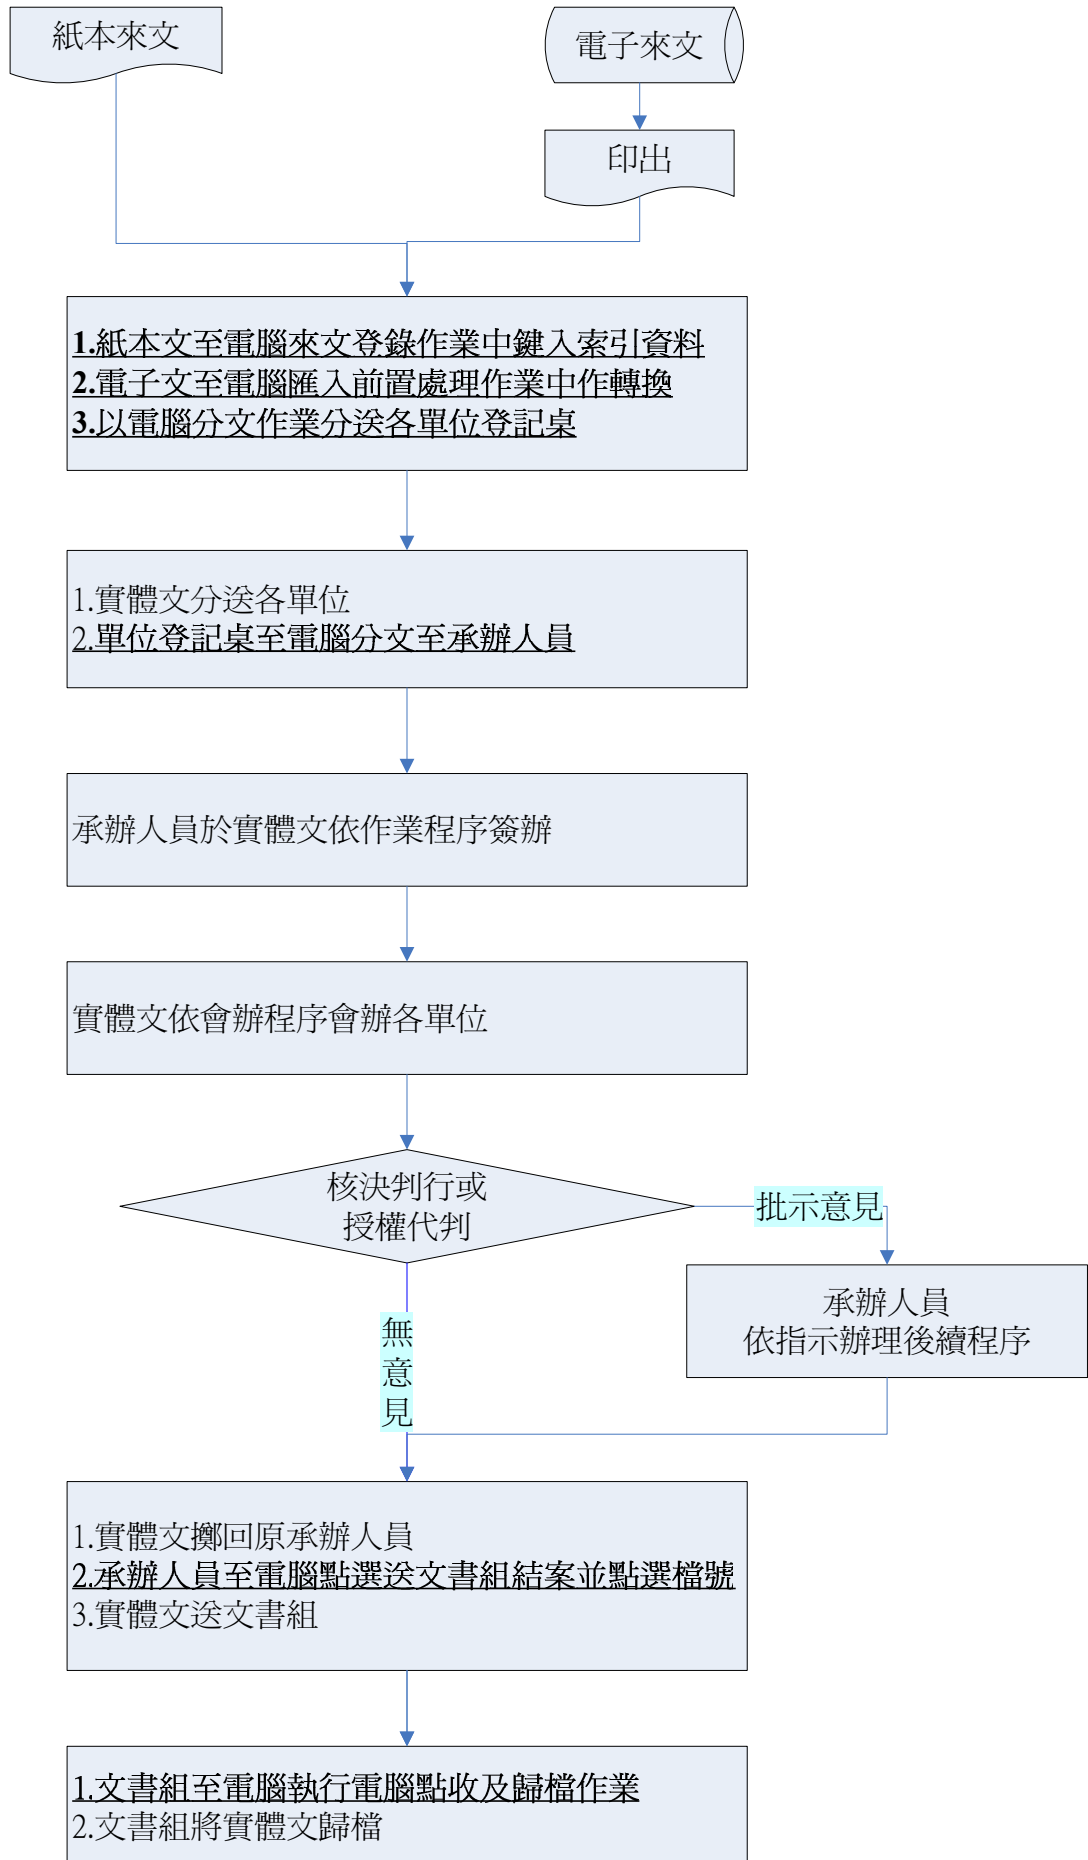 紙本來文
電子來文
印出
1.紙本文至電腦來文登錄作業中鍵入索引資料
2.電子文至電腦匯入前置處理作業中作轉換
3.以電腦分文作業分送各單位登記桌
1.實體文分送各單位
2.單位登記桌至電腦分文至承辦人員
承辦人員於實體文依作業程序簽辦
實體文依會辦程序會辦各單位
核決判行或
授權代判
批示意見
承辦人員
依指示辦理後續程序
無
意
見
1.實體文擲回原承辦人員
2.承辦人員至電腦點選送文書組結案並點選檔號
3.實體文送文書組
1.文書組至電腦執行電腦點收及歸檔作業
2.文書組將實體文歸檔